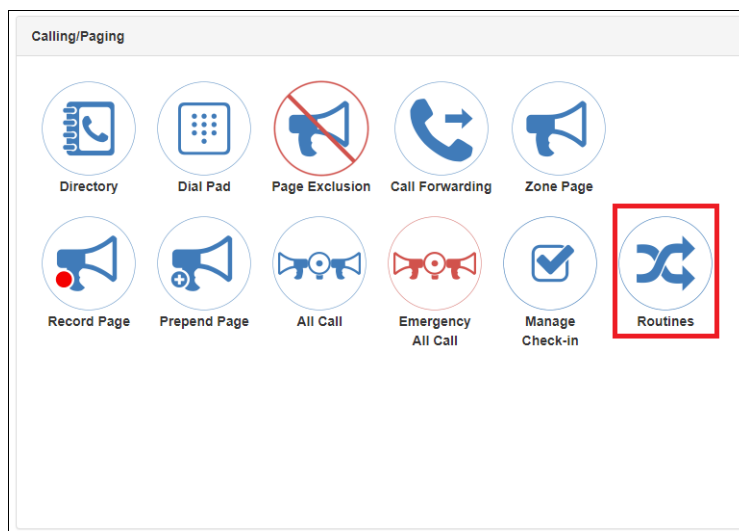 Calling/Paging
Directory
Dial Pad
Page Exclusion
Call Forwarding
Zone Page
Record Page
Prepend Page
All Call
Emergency
All Call
Manage
Check-in
Routines